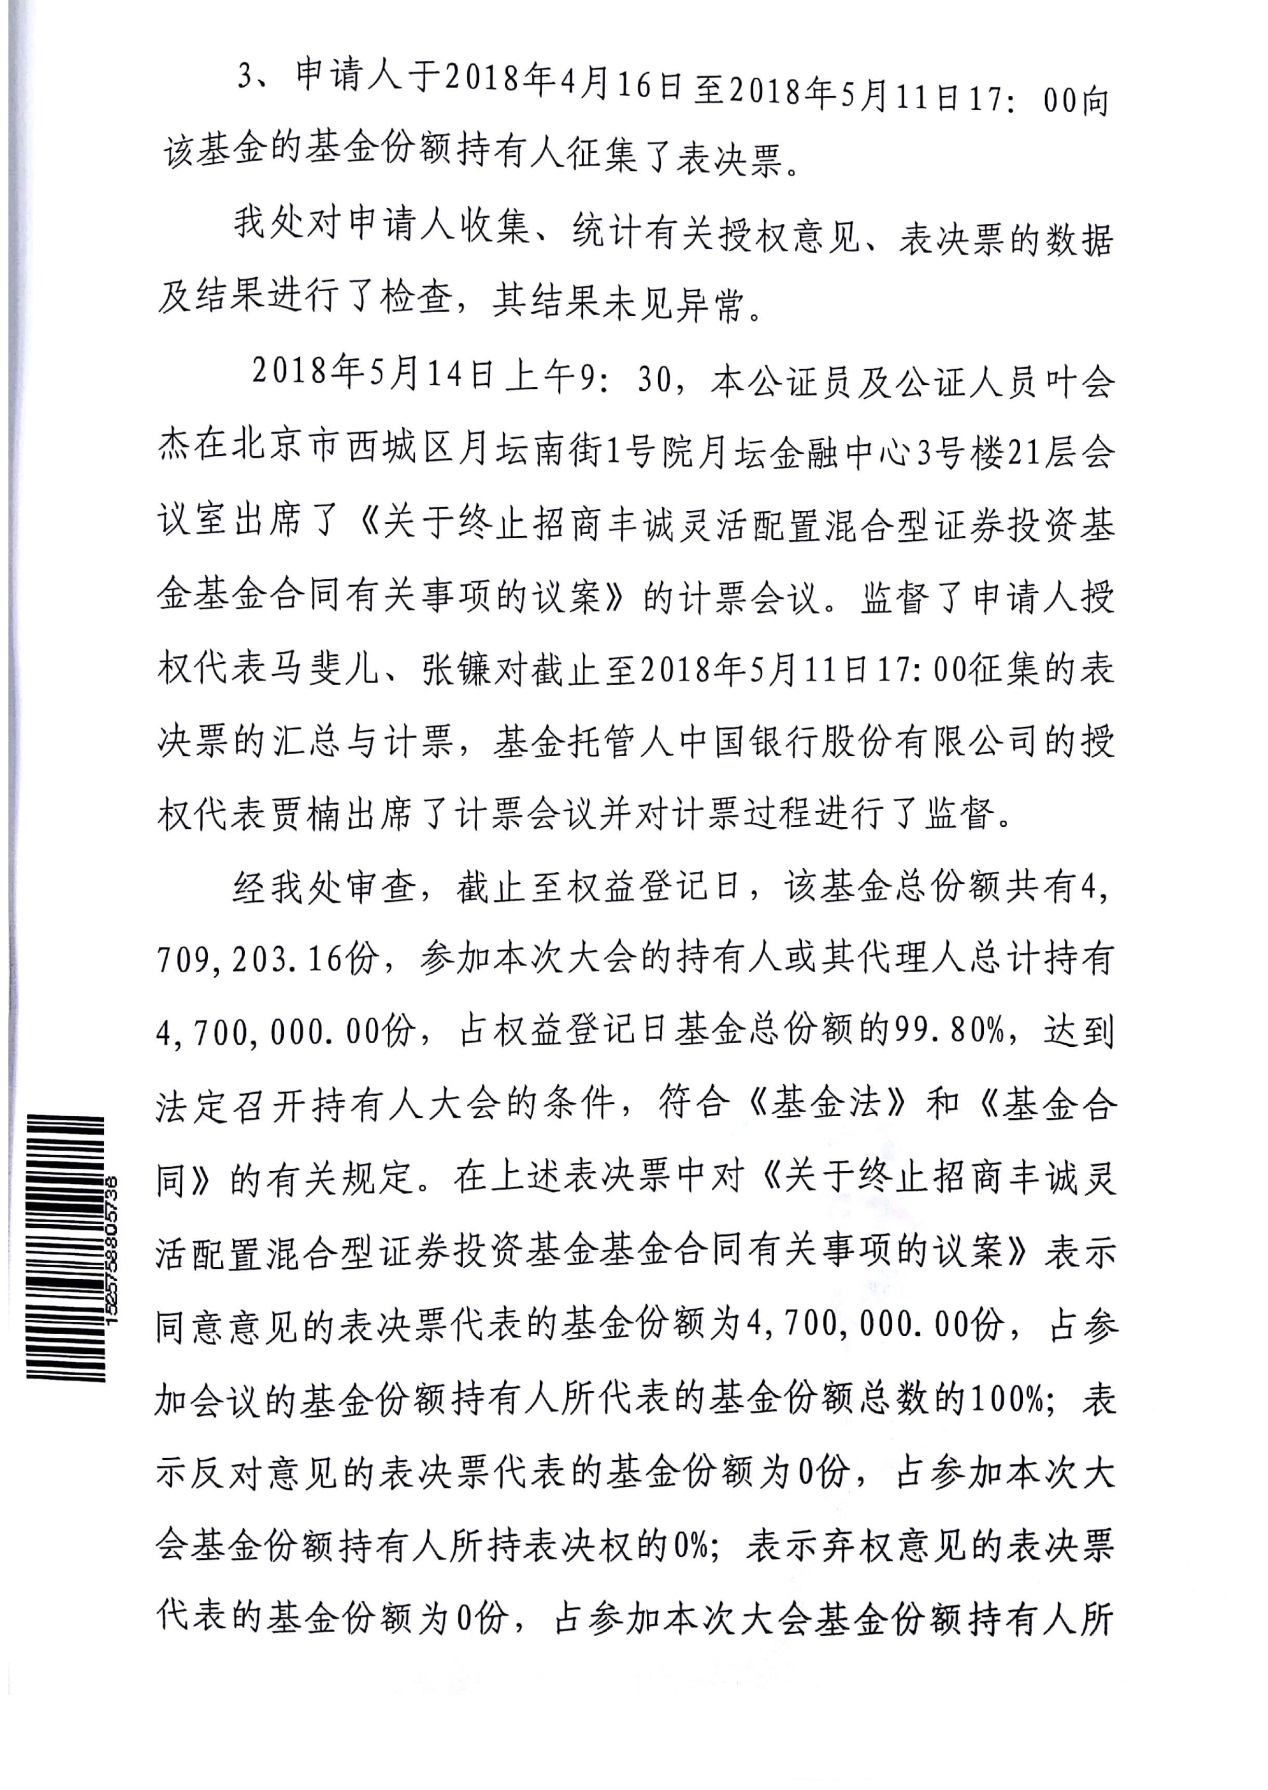 3、申请人于2018年4月16日至2018年5月11日17：00向
该基金的基金份额持有人征集了表决票。
我处对申请人收集、统计有关授权意见、表决票的数据
及结果进行了检查，其结果未见异常。
2018年5月14日上午9：30，本公证员及公证人员叶会
杰在北京市西城区月坛南街1号院月坛金融中心3号楼21层会
议室出席了《关于终止招商丰诚灵活配置混合型证券投资基
金基金合同有关事项的议案》的计票会议。监督了申请人授
权代表马斐儿、张镰对截止至2018年5月11日17:00征集的表
决票的汇总与计票，基金托管人中国银行股份有限公司的授
权代表贾楠出席了计票会议并对计票过程进行了监督。
经我处审查，截止至权益登记日，该基金总份额共有4,
709,203.16份，参加本次大会的持有人或其代理人总计持有
4,700,000.00份，占权益登记日基金总份额的99.80%，达到
法定召开持有人大会的条件，符合《基金法》和《基金合
同》的有关规定。在上述表决票中对《关于终止招商丰诚灵
活配置混合型证券投资基金基金合同有关事项的议案》表示
同意意见的表决票代表的基金份额为4,700,000.00份，占参
加会议的基金份额持有人所代表的基金份额总数的100%；表
示反对意见的表决票代表的基金份额为0份，占参加本次大
会基金份额持有人所持表决权的0%；表示弃权意见的表决票
代表的基金份额为0份，占参加本次大会基金份额持有人所
1525758805738